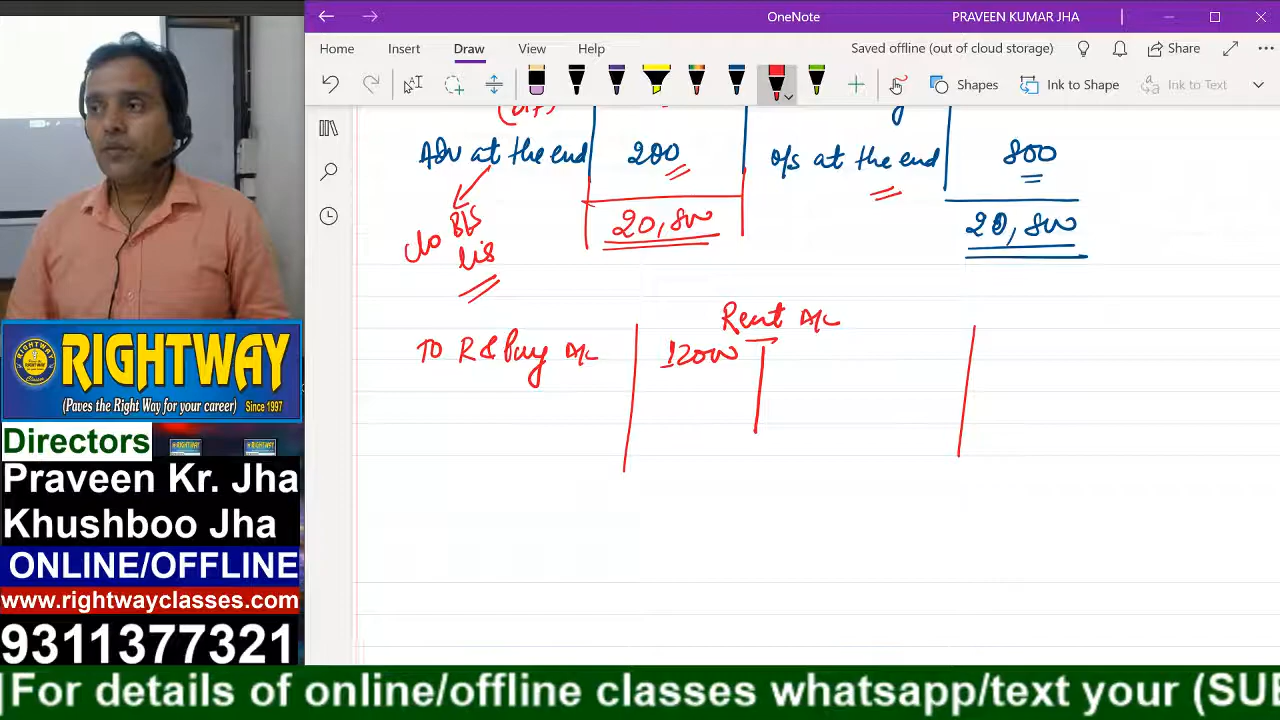 OneNote
PRAVEEN KUMAR JHA
Home Insert Draw View Help
Saved offline (out of cloud storage)
Share
Shapes
Ink to Shape
Ink to Text
Adv at the end 200
O/s at the end 800
20,800
20,800
B/S
Lis
Rent A/c
To R & Pay A/c 12000
RIGHTWAY
(Paves the Right Way for your career) Since 1997
Directors
Praveen Kr. Jha
Khushboo Jha
ONLINE/OFFLINE
www.rightwayclasses.com
9311377321
For details of online/offline classes whatsapp/text your (SUB